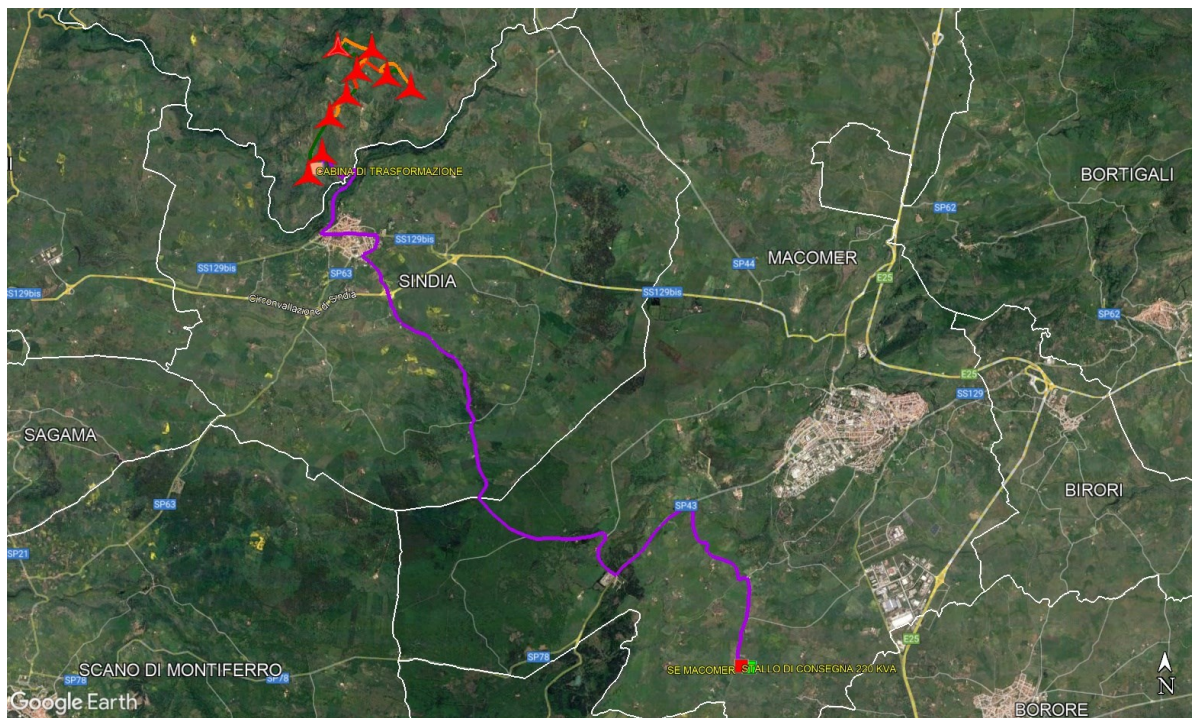 CABINA DI TRASFORMAZIONE
BORTIGALI
SP62
SS129bis
SP44
MACOMER
SS129bis
SP63
SINDIA
E25
SS129bis
SS129bis
Circonvallazione di Sindia
SP62
E25
SS129
SAGAMA
SP63
SP43
BIRORI
SP21
E25
SP78
SCANO DI MONTIFERRO
SP78
SP78
SE MACOMER
STALLO DI CONSEGNA 220 KVA
N
Google Earth
BORORE